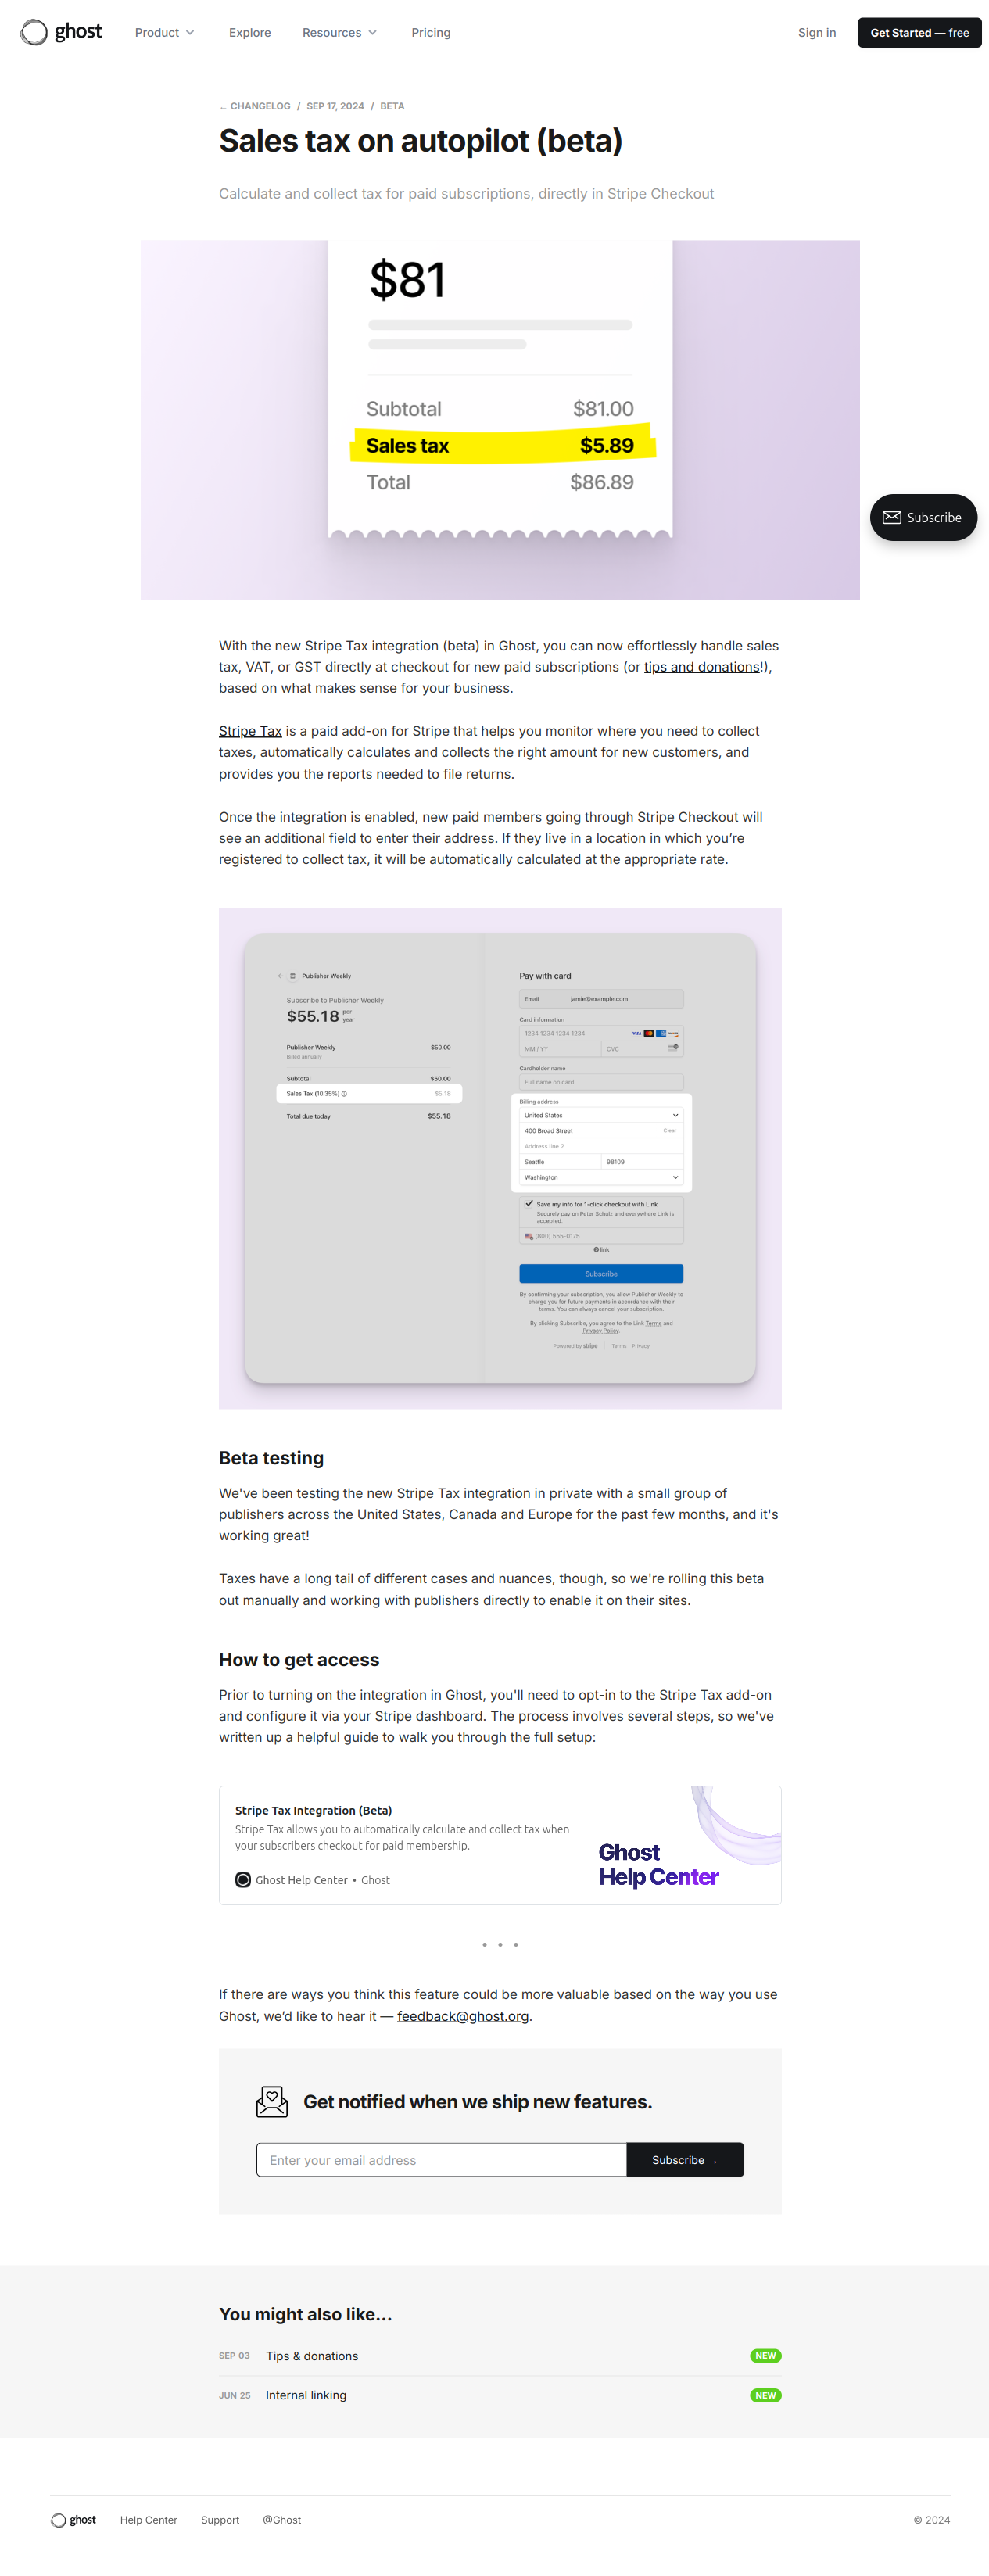 ghost Product Explore Resources Pricing Sign in Get Started — free
← CHANGELOG / SEP 17, 2024 / BETA
Sales tax on autopilot (beta)
Calculate and collect tax for paid subscriptions, directly in Stripe Checkout
$81
Subtotal $81.00
Sales tax $5.89
Total $86.89
Subscribe
With the new Stripe Tax integration (beta) in Ghost, you can now effortlessly handle sales
tax, VAT, or GST directly at checkout for new paid subscriptions (or tips and donations!),
based on what makes sense for your business.
Stripe Tax is a paid add-on for Stripe that helps you monitor where you need to collect
taxes, automatically calculates and collects the right amount for new customers, and
provides you the reports needed to file returns.
Once the integration is enabled, new paid members going through Stripe Checkout will
see an additional field to enter their address. If they live in a location in which you’re
registered to collect tax, it will be automatically calculated at the appropriate rate.
← Publisher Weekly
Subscribe to Publisher Weekly
$55.18 per
year
Publisher Weekly $50.00
Billed annually
Subtotal $50.00
Sales Tax (10.35%) $5.18
Total due today $55.18
Pay with card
Email jamie@example.com
Card information
1234 1234 1234 1234 VISA
MM / YY CVC
Cardholder name
Full name on card
Billing address
United States
400 Broad Street Clear
Address line 2
Seattle 98109
Washington
Save my info for 1-click checkout with Link
Securely pay on Peter Schulz and everywhere Link is
accepted.
(800) 555-0175
link
Subscribe
By confirming your subscription, you allow Publisher Weekly to
charge you for future payments in accordance with their
terms. You can always cancel your subscription.
By clicking Subscribe, you agree to the Link Terms and
Privacy Policy.
Powered by stripe Terms Privacy
Beta testing
We've been testing the new Stripe Tax integration in private with a small group of
publishers across the United States, Canada and Europe for the past few months, and it's
working great!
Taxes have a long tail of different cases and nuances, though, so we're rolling this beta
out manually and working with publishers directly to enable it on their sites.
How to get access
Prior to turning on the integration in Ghost, you'll need to opt-in to the Stripe Tax add-on
and configure it via your Stripe dashboard. The process involves several steps, so we've
written up a helpful guide to walk you through the full setup:
Stripe Tax Integration (Beta)
Stripe Tax allows you to automatically calculate and collect tax when
your subscribers checkout for paid membership.
Ghost Help Center • Ghost
Ghost
Help Center
• • •
If there are ways you think this feature could be more valuable based on the way you use
Ghost, we’d like to hear it — feedback@ghost.org.
Get notified when we ship new features.
Enter your email address Subscribe →
You might also like...
SEP 03 Tips & donations NEW
JUN 25 Internal linking NEW
ghost Help Center Support @Ghost © 2024